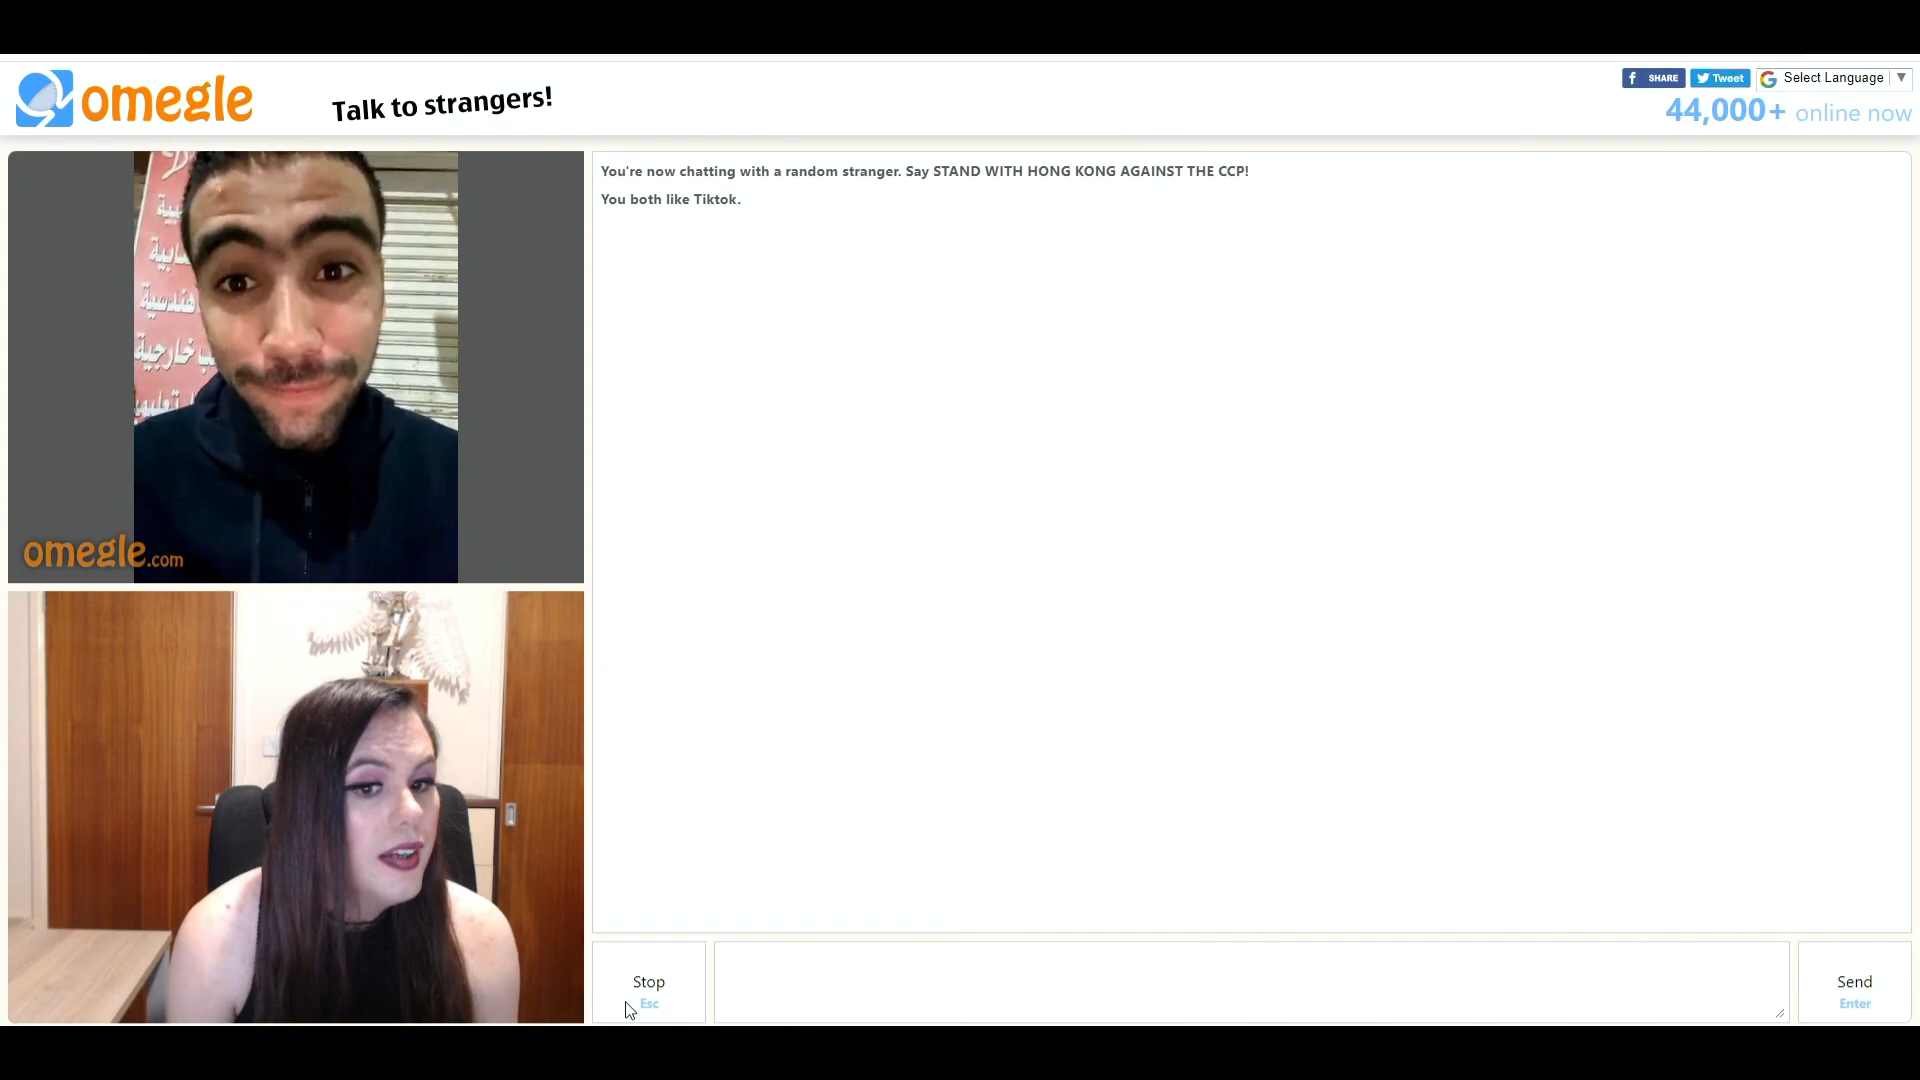 omegle
Talk to strangers!
SHARE
Tweet
Select Language
44,000+ online now
خارجية
omegle.com
You're now chatting with a random stranger. Say STAND WITH HONG KONG AGAINST THE CCP!
You both like Tiktok.
Stop
Esc
Send
Enter